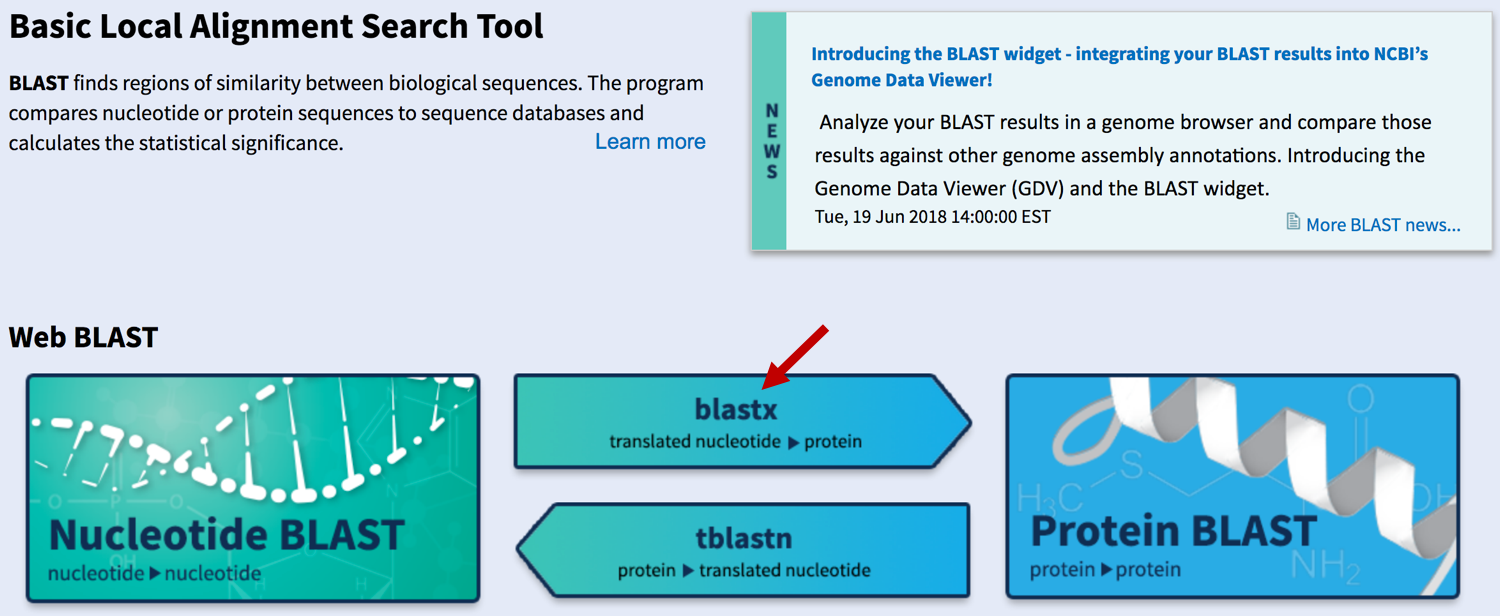 Basic Local Alignment Search Tool
BLAST finds regions of similarity between biological sequences. The program
compares nucleotide or protein sequences to sequence databases and
calculates the statistical significance.
Learn more
NEWS
Introducing the BLAST widget - integrating your BLAST results into NCBI’s
Genome Data Viewer!
Analyze your BLAST results in a genome browser and compare those
results against other genome assembly annotations. Introducing the
Genome Data Viewer (GDV) and the BLAST widget.
Tue, 19 Jun 2018 14:00:00 EST
More BLAST news...
Web BLAST
O P O
N
OH
H
Nucleotide BLAST
nucleotide ▶ nucleotide
blastx
translated nucleotide ▶ protein
tblastn
protein ▶ translated nucleotide
O
S
H₃C
OH
NH₂
Protein BLAST
protein ▶ protein